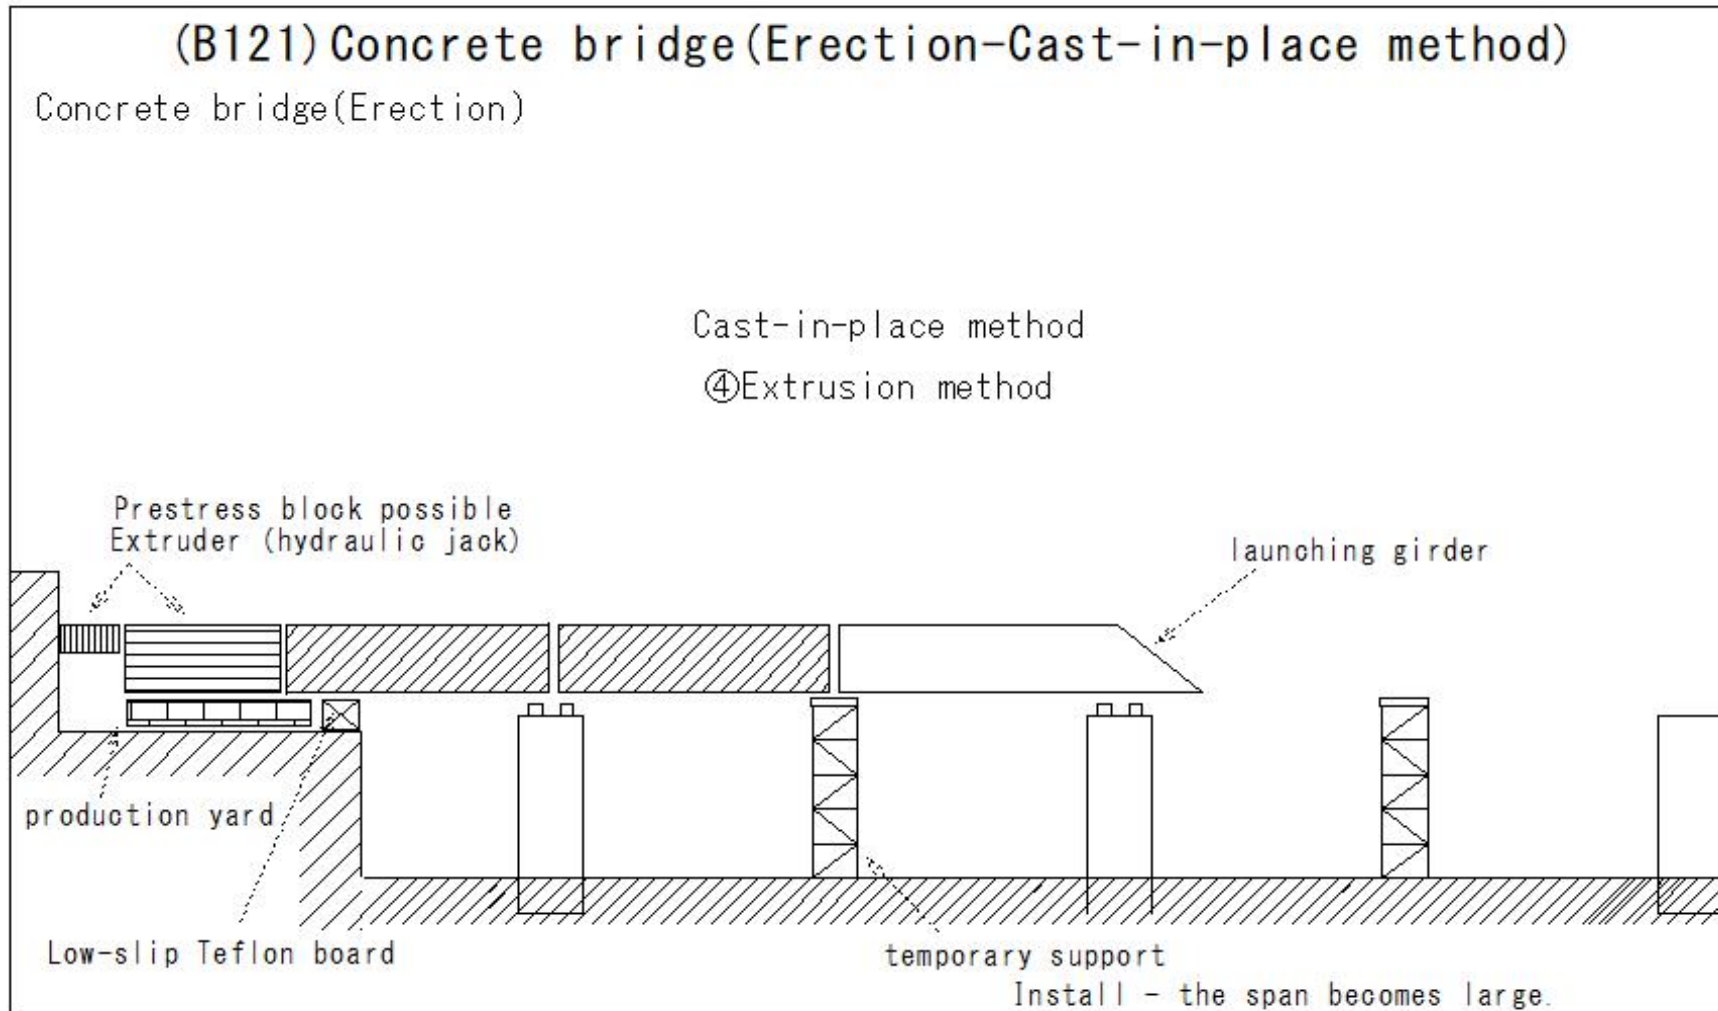 (B121)Concrete bridge(Erection-Cast-in-place method)
Concrete bridge(Erection)
Cast-in-place method
④Extrusion method
Prestress block possible
Extruder (hydraulic jack)
launching girder
production yard
Low-slip Teflon board
temporary support
Install - the span becomes large.